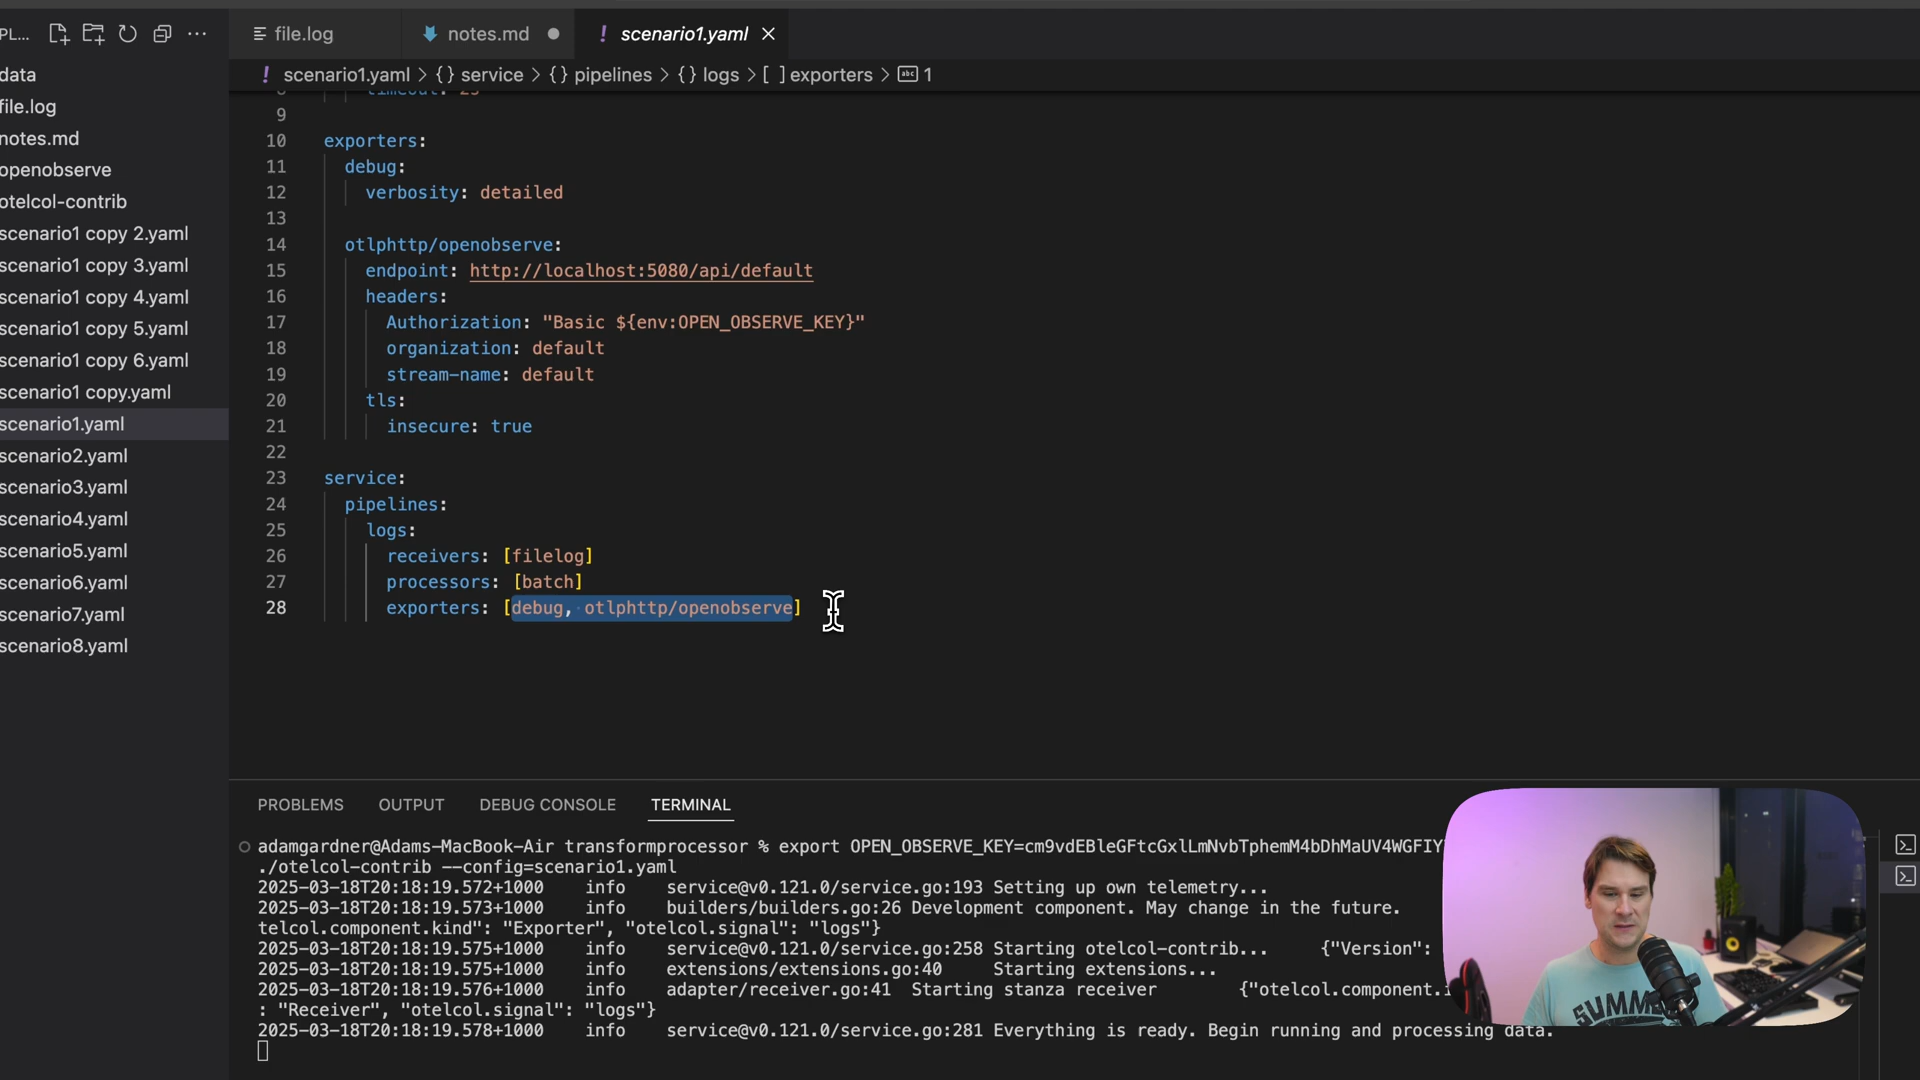 PL...
file.log
notes.md
scenario1.yaml
scenario1.yaml > {} service > {} pipelines > {} logs > [ ] exporters > abc 1
data
file.log
notes.md
openobserve
otelcol-contrib
scenario1 copy 2.yaml
scenario1 copy 3.yaml
scenario1 copy 4.yaml
scenario1 copy 5.yaml
scenario1 copy 6.yaml
scenario1 copy.yaml
scenario1.yaml
scenario2.yaml
scenario3.yaml
scenario4.yaml
scenario5.yaml
scenario6.yaml
scenario7.yaml
scenario8.yaml
9
10 exporters:
11 debug:
12 verbosity: detailed
13
14 otlphttp/openobserve:
15 endpoint: http://localhost:5080/api/default
16 headers:
17 Authorization: "Basic ${env:OPEN_OBSERVE_KEY}"
18 organization: default
19 stream-name: default
20 tls:
21 insecure: true
22
23 service:
24 pipelines:
25 logs:
26 receivers: [filelog]
27 processors: [batch]
28 exporters: [debug, otlphttp/openobserve]
PROBLEMS OUTPUT DEBUG CONSOLE TERMINAL
adamgardner@Adams-MacBook-Air transformprocessor % export OPEN_OBSERVE_KEY=cm9vdEBleGFtcGxlLmNvbTphemM4bDhMaUV4WGFIY
./otelcol-contrib --config=scenario1.yaml
2025-03-18T20:18:19.572+1000 info service@v0.121.0/service.go:193 Setting up own telemetry...
2025-03-18T20:18:19.573+1000 info builders/builders.go:26 Development component. May change in the future.
telcol.component.kind": "Exporter", "otelcol.signal": "logs"}
2025-03-18T20:18:19.575+1000 info service@v0.121.0/service.go:258 Starting otelcol-contrib... {"Version":
2025-03-18T20:18:19.575+1000 info extensions/extensions.go:40 Starting extensions...
2025-03-18T20:18:19.576+1000 info adapter/receiver.go:41 Starting stanza receiver {"otelcol.component.
: "Receiver", "otelcol.signal": "logs"}
2025-03-18T20:18:19.578+1000 info service@v0.121.0/service.go:281 Everything is ready. Begin running and processing data.